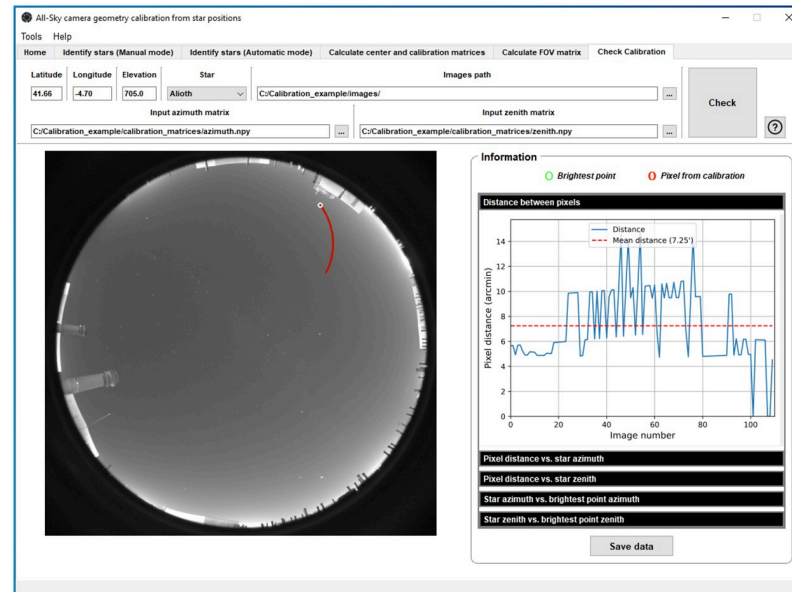 All-Sky camera geometry calibration from star positions
Tools Help
Home Identify stars (Manual mode) Identify stars (Automatic mode) Calculate center and calibration matrices Calculate FOV matrix Check Calibration
Latitude Longitude Elevation Star Images path
41.66 -4.70 705.0 Alioth C:/Calibration_example/images/ ...
Check
Input azimuth matrix Input zenith matrix
C:/Calibration_example/calibration_matrices/azimuth.npy ... C:/Calibration_example/calibration_matrices/zenith.npy ...
?
Information
Brightest point Pixel from calibration
Distance between pixels
Distance
Mean distance (7.25')
14
12
10
8
6
4
2
0
Pixel distance (arcmin)
0 20 40 60 80 100
Image number
Pixel distance vs. star azimuth
Pixel distance vs. star zenith
Star azimuth vs. brightest point azimuth
Star zenith vs. brightest point zenith
Save data